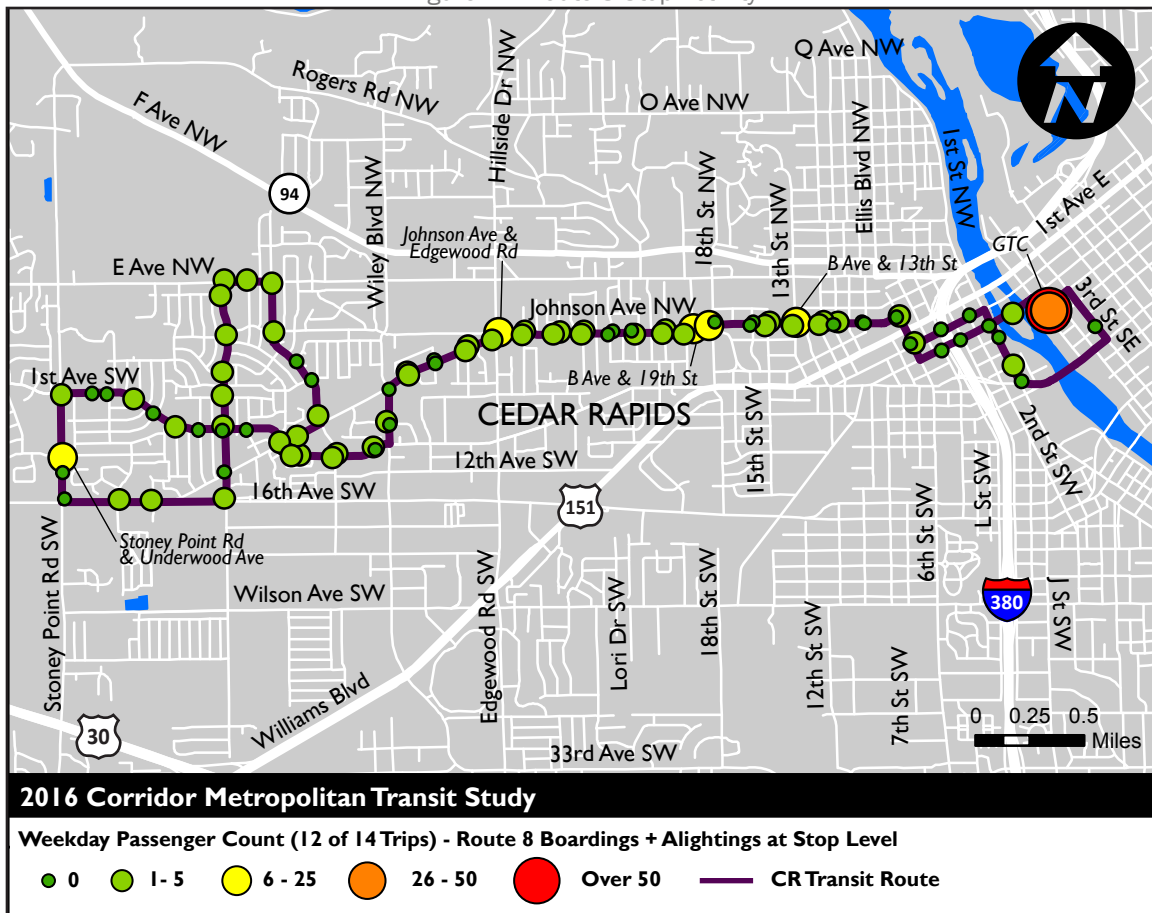 Q Ave NW
Rogers Rd NW
Hillside Dr NW
O Ave NW
F Ave NW
Ellis Blvd NW
1st St NW
N
94
Wiley Blvd NW
18th St NW
13th St NW
1st Ave E
Johnson Ave &
Edgewood Rd
GTC
E Ave NW
B Ave & 13th St
Johnson Ave NW
3rd St SE
1st Ave SW
B Ave & 19th St
CEDAR RAPIDS
15th St SW
2nd St SW
12th Ave SW
16th Ave SW
151
L St SW
6th St SW
Stoney Point Rd
& Underwood Ave
Stoney Point Rd SW
Wilson Ave SW
Edgewood Rd SW
Lori Dr SW
18th St SW
380
J St SW
12th St SW
7th St SW
Williams Blvd
30
33rd Ave SW
0 0.25 0.5
Miles
2016 Corridor Metropolitan Transit Study
Weekday Passenger Count (12 of 14 Trips) - Route 8 Boardings + Alightings at Stop Level
0 1- 5 6 - 25 26 - 50 Over 50 CR Transit Route